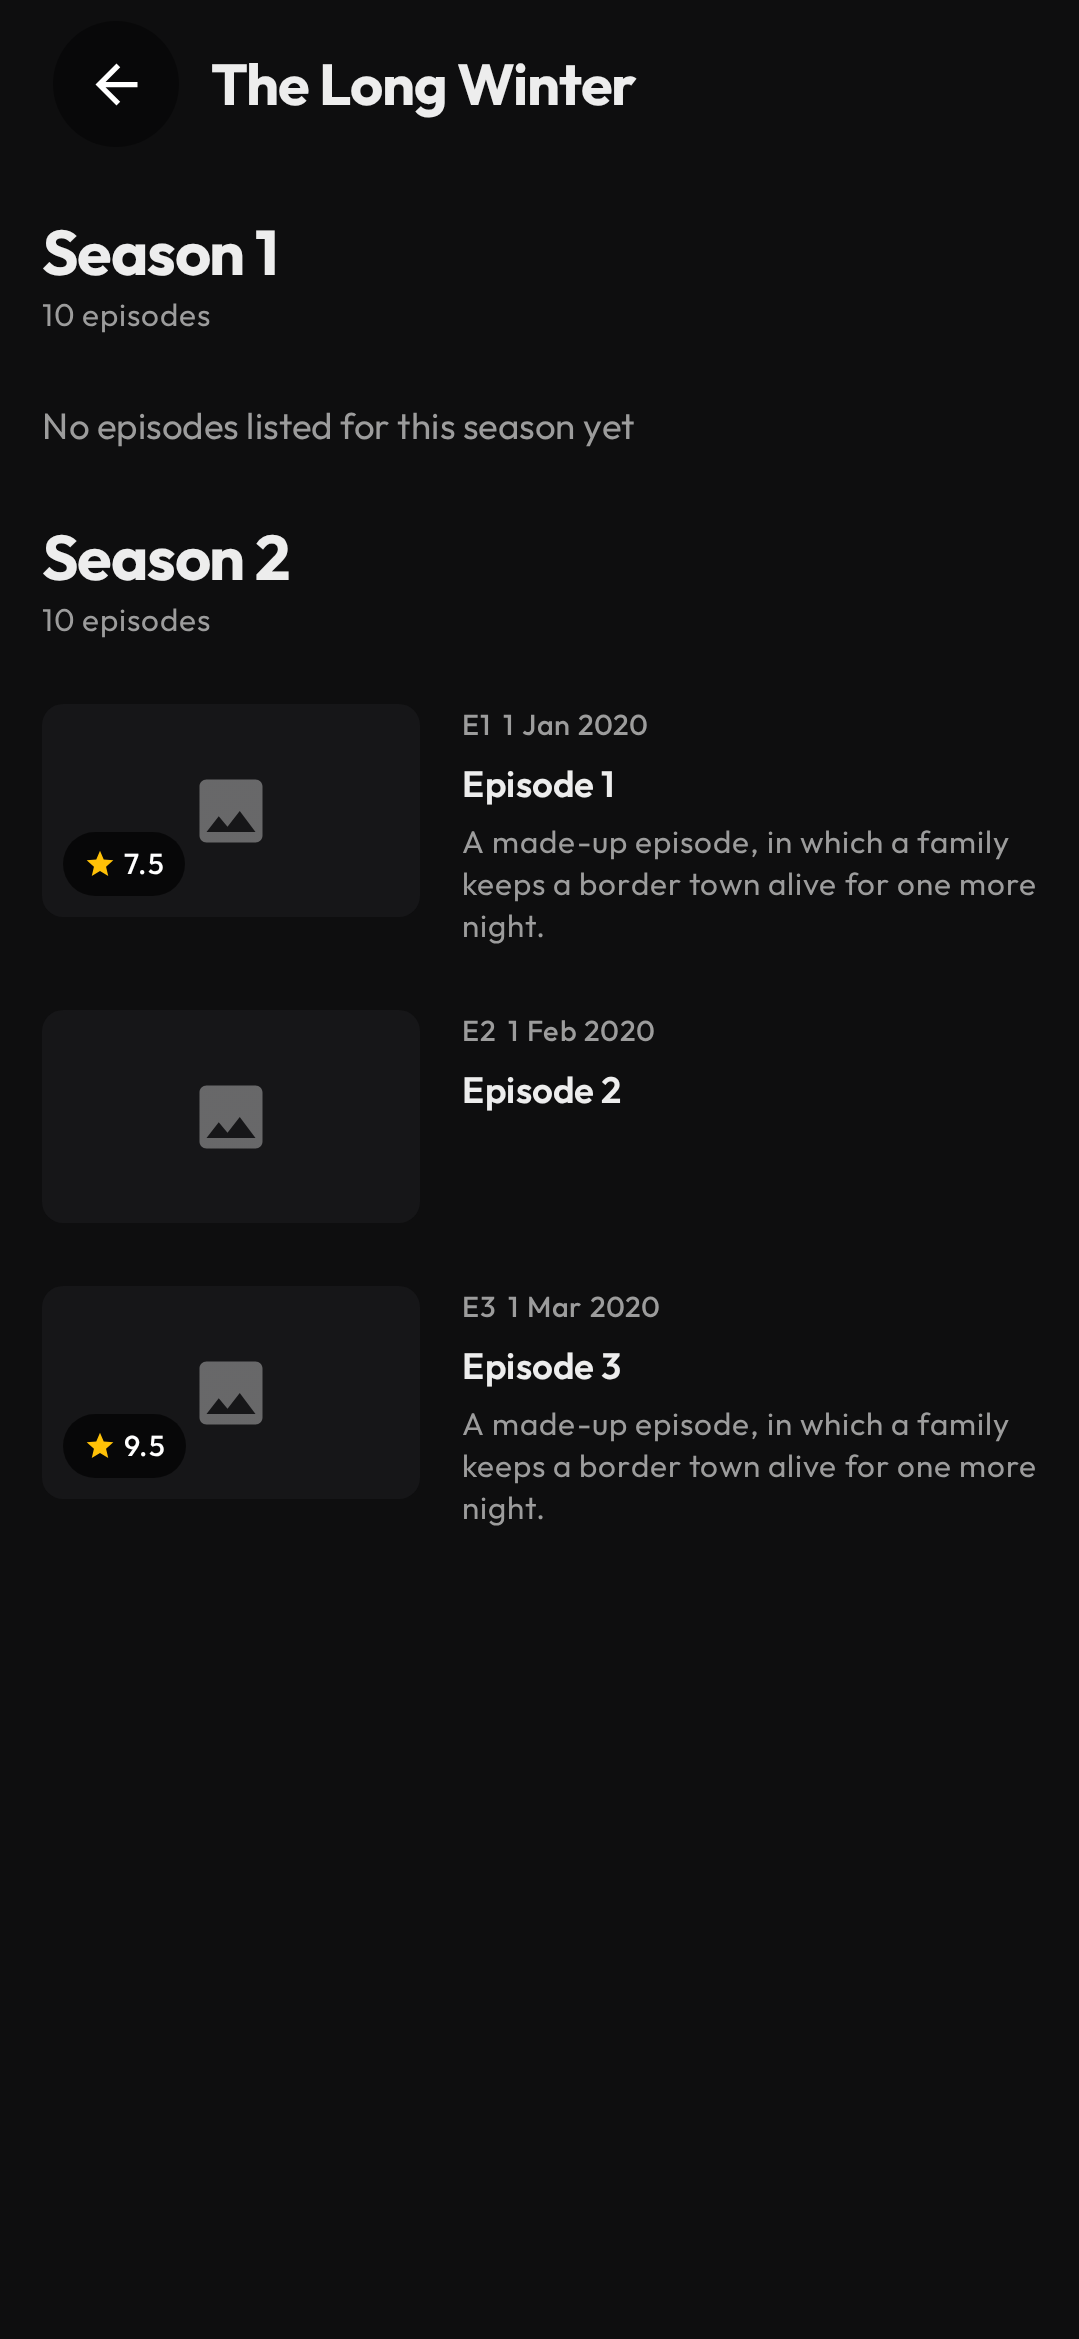 The Long Winter
Season 1
10 episodes
No episodes listed for this season yet
Season 2
10 episodes
E1 1 Jan 2020
Episode 1
A made-up episode, in which a family
keeps a border town alive for one more
night.
7.5
E2 1 Feb 2020
Episode 2
E3 1 Mar 2020
Episode 3
A made-up episode, in which a family
keeps a border town alive for one more
night.
9.5